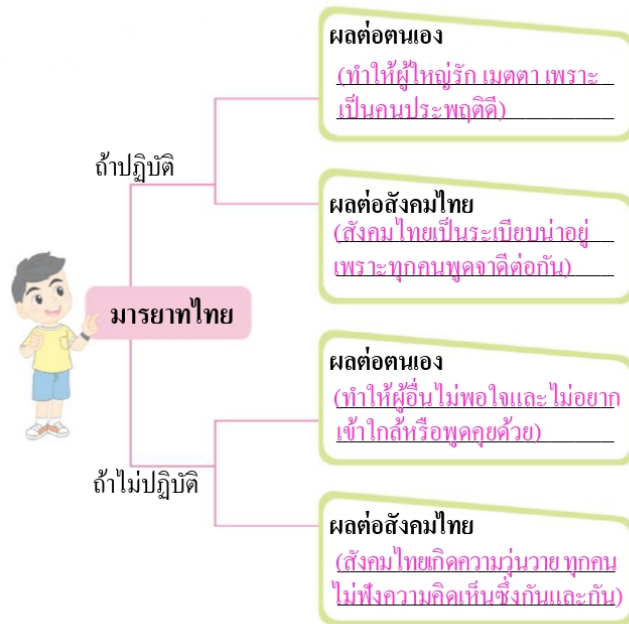 ผลต่อตนเอง
(ทำให้ผู้ใหญ่รัก เมตตา เพราะ
เป็นคนประพฤติดี)
ถ้าปฏิบัติ
ผลต่อสังคมไทย
(สังคมไทยเป็นระเบียบน่าอยู่
เพราะทุกคนพูดจาดีต่อกัน)
มารยาทไทย
ผลต่อตนเอง
(ทำให้ผู้อื่นไม่พอใจและไม่อยาก
เข้าใกล้หรือพูดคุยด้วย)
ถ้าไม่ปฏิบัติ
ผลต่อสังคมไทย
(สังคมไทยเกิดความวุ่นวาย ทุกคน
ไม่ฟังความคิดเห็นซึ่งกันและกัน)